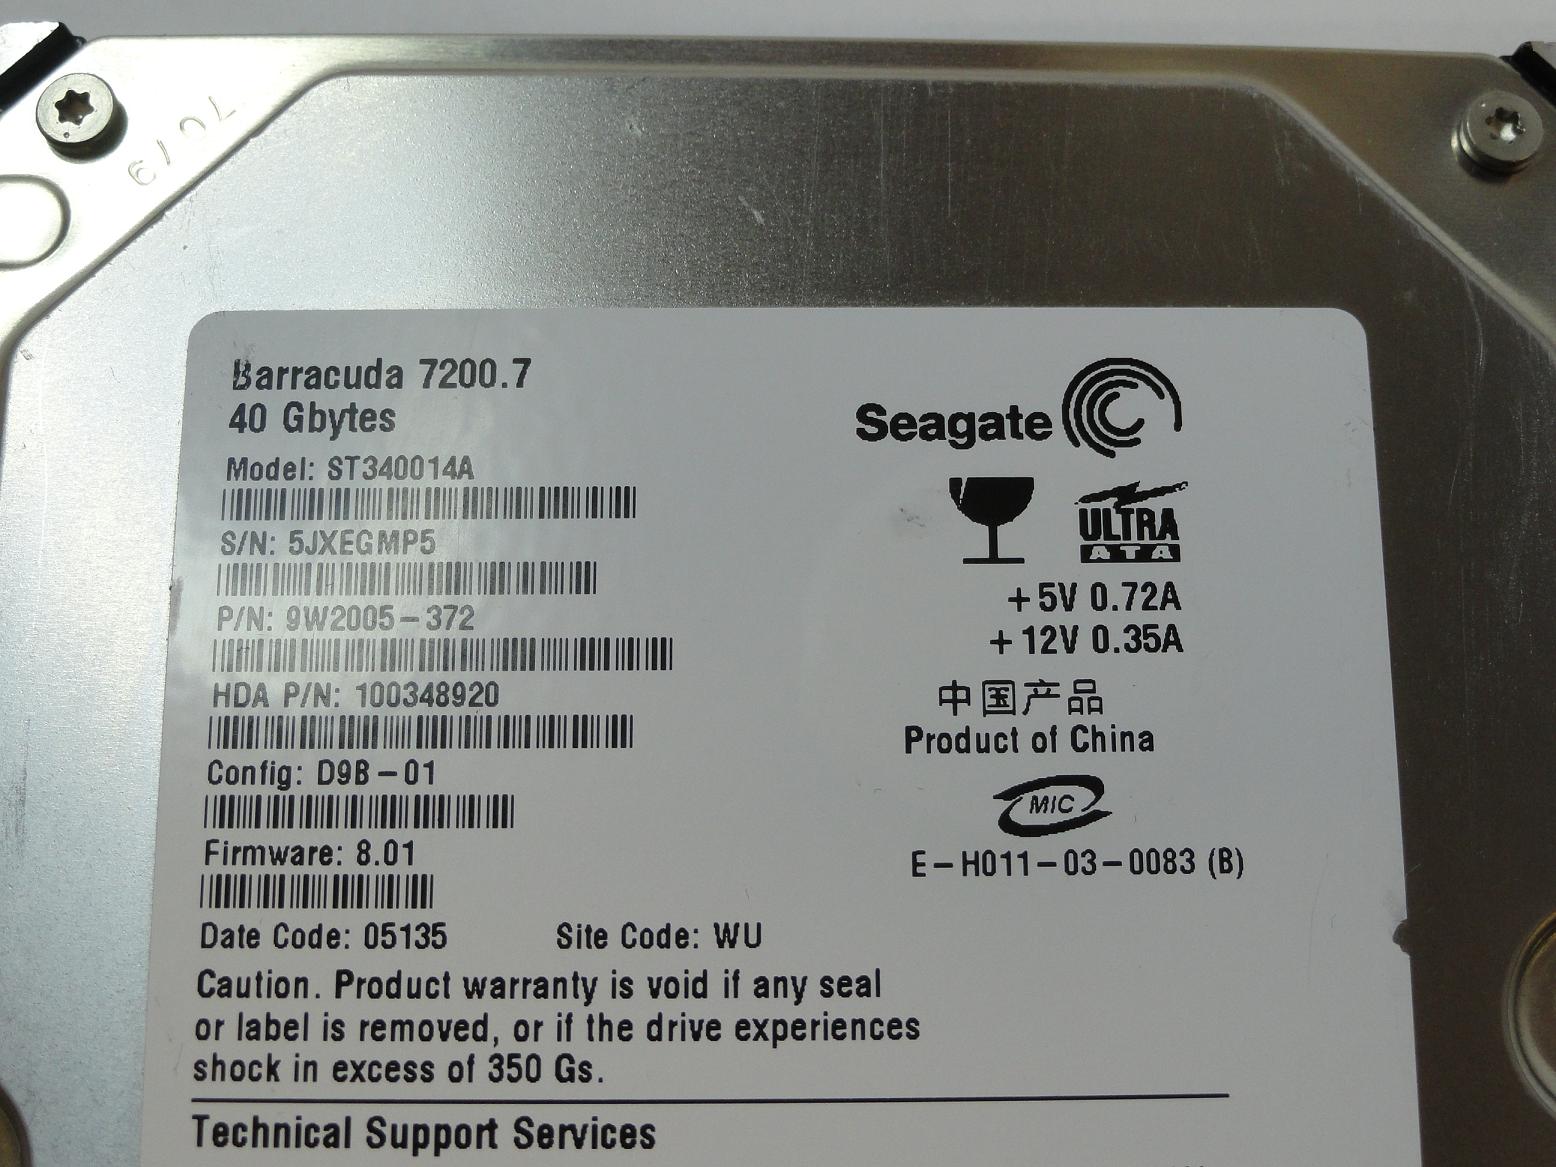 7019
Barracuda 7200.7
40 Gbytes
Model: ST340014A
S/N: 5JXEGMP5
P/N: 9W2005-372
HDA P/N: 100348920
Config: D9B-01
Firmware: 8.01
Date Code: 05135 Site Code: WU
Caution. Product warranty is void if any seal
or label is removed, or if the drive experiences
shock in excess of 350 Gs.
Technical Support Services
Seagate
ULTRA
ATA
+5V 0.72A
+12V 0.35A
中国产品
Product of China
MIC
E-H011-03-0083 (B)